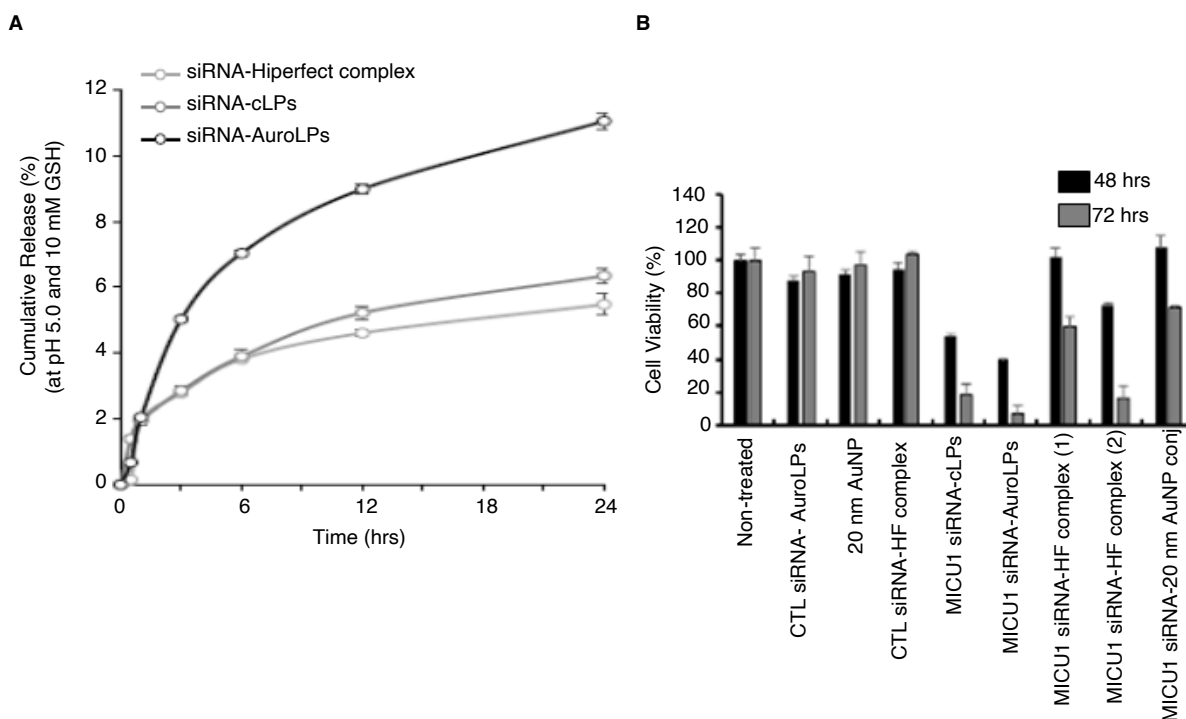 A
siRNA-Hiperfect complex
siRNA-cLPs
siRNA-AuroLPs
12
10
8
6
4
2
0
Cumulative Release (%)
(at pH 5.0 and 10 mM GSH)
0
6
12
18
24
Time (hrs)
B
48 hrs
72 hrs
140
120
100
80
60
40
20
0
Cell Viability (%)
Non-treated
CTL siRNA- AuroLPs
20 nm AuNP
CTL siRNA-HF complex
MICU1 siRNA-cLPs
MICU1 siRNA-AuroLPs
MICU1 siRNA-HF complex (1)
MICU1 siRNA-HF complex (2)
MICU1 siRNA-20 nm AuNP conj